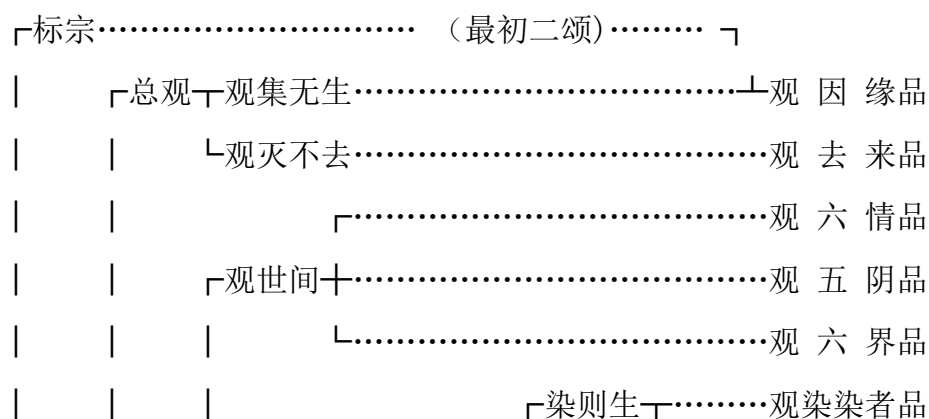 ┌标宗………………………… （最初二颂)……… ┐
│ ┌总观┬观集无生………………………………┴观 因 缘品
│ │ └观灭不去…………………………………观 去 来品
│ │ ┌…………………………………观 六 情品
│ │ ┌观世间┼…………………………………观 五 阴品
│ │ │ └…………………………………观 六 界品
│ │ │ ┌染则生┬………观染染者品